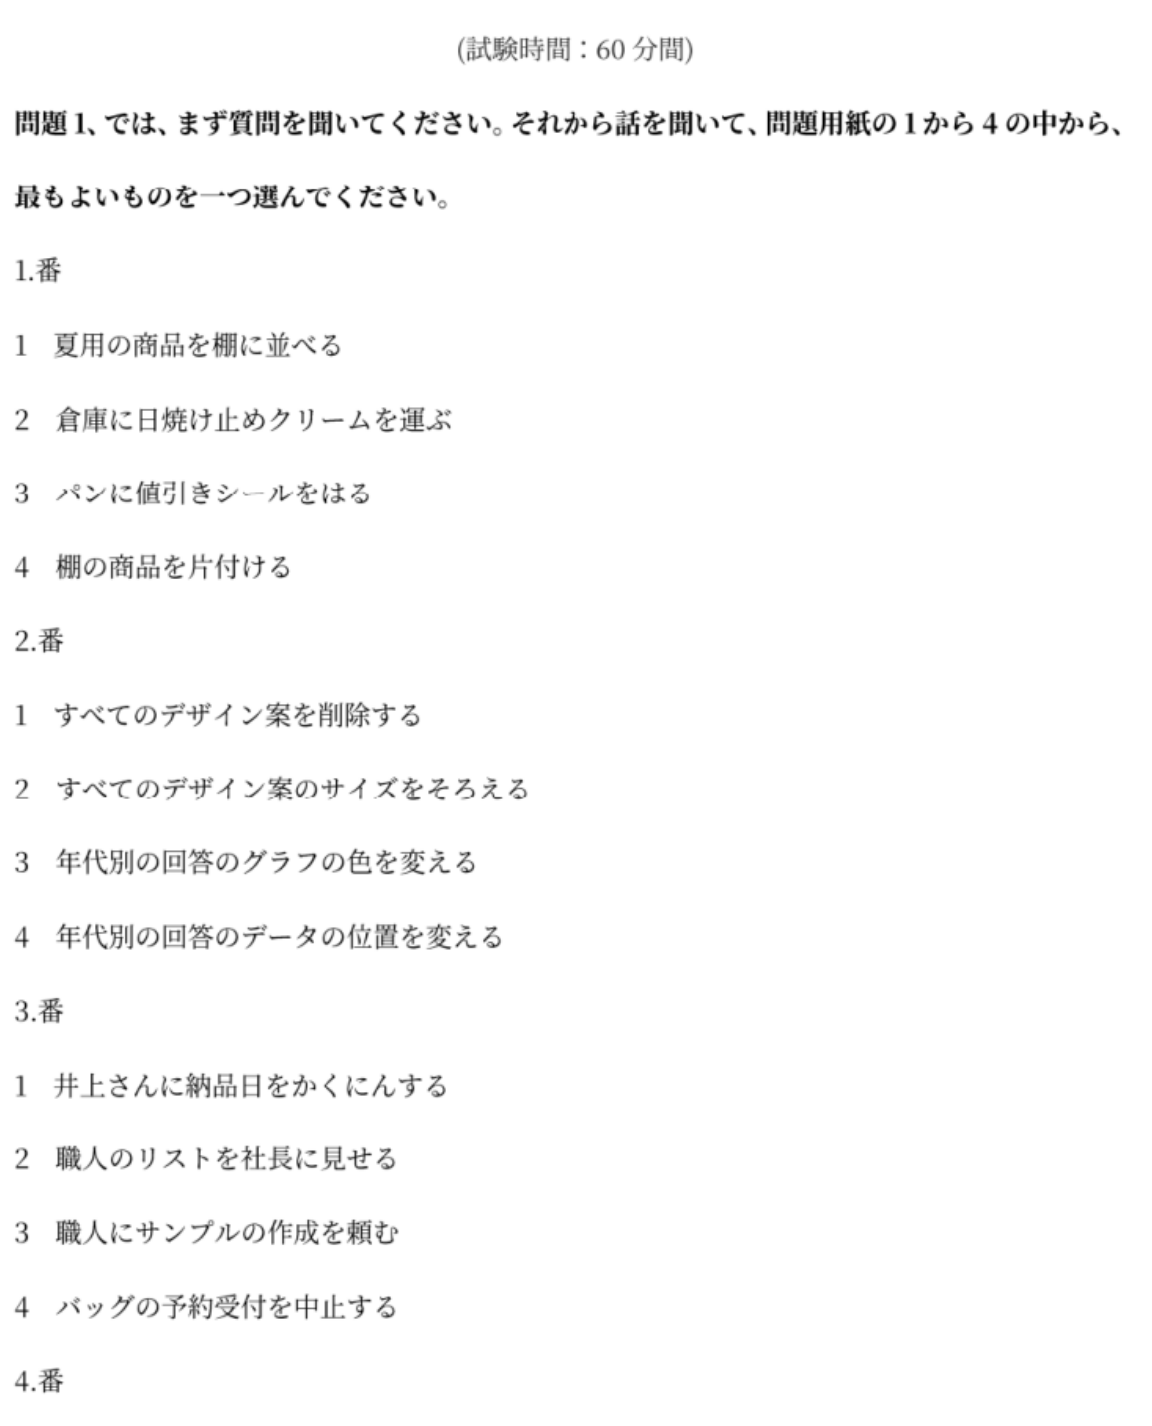 (試験時間：60 分間)
問題 1、では、まず質問を聞いてください。それから話を聞いて、問題用紙の 1 から 4 の中から、
最もよいものを一つ選んでください。
1.番
1　夏用の商品を棚に並べる
2　倉庫に日焼け止めクリームを運ぶ
3　パンに値引きシールをはる
4　棚の商品を片付ける
2.番
1　すべてのデザイン案を削除する
2　すべてのデザイン案のサイズをそろえる
3　年代別の回答のグラフの色を変える
4　年代別の回答のデータの位置を変える
3.番
1　井上さんに納品日をかくにんする
2　職人のリストを社長に見せる
3　職人にサンプルの作成を頼む
4　バッグの予約受付を中止する
4.番